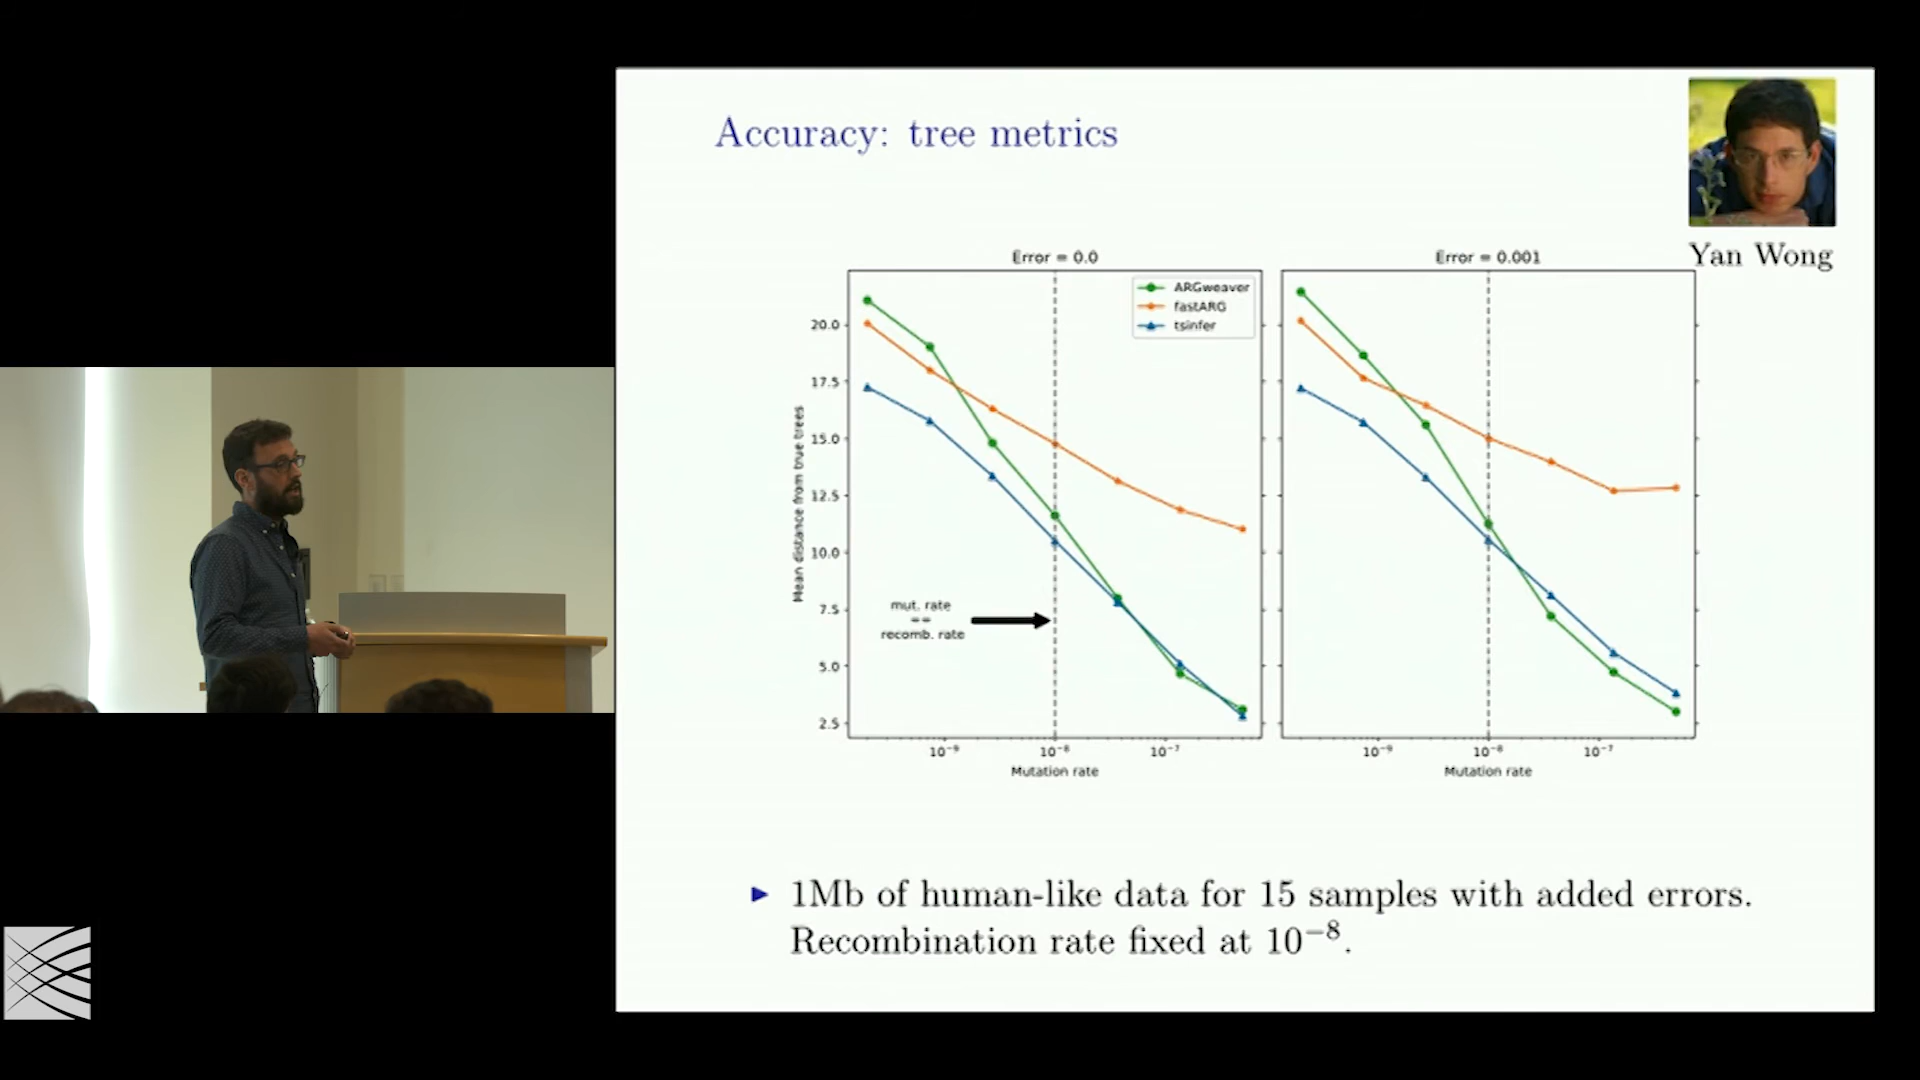 Accuracy: tree metrics
Yan Wong
Error = 0.0
ARGweaver
fastARG
tsinfer
20.0
17.5
15.0
12.5
10.0
7.5
5.0
2.5
Mean distance from true trees
mut. rate
==
recomb. rate
10⁻⁹ 10⁻⁸ 10⁻⁷
Mutation rate
Error = 0.001
10⁻⁹ 10⁻⁸ 10⁻⁷
Mutation rate
1Mb of human-like data for 15 samples with added errors.
Recombination rate fixed at 10⁻⁸.